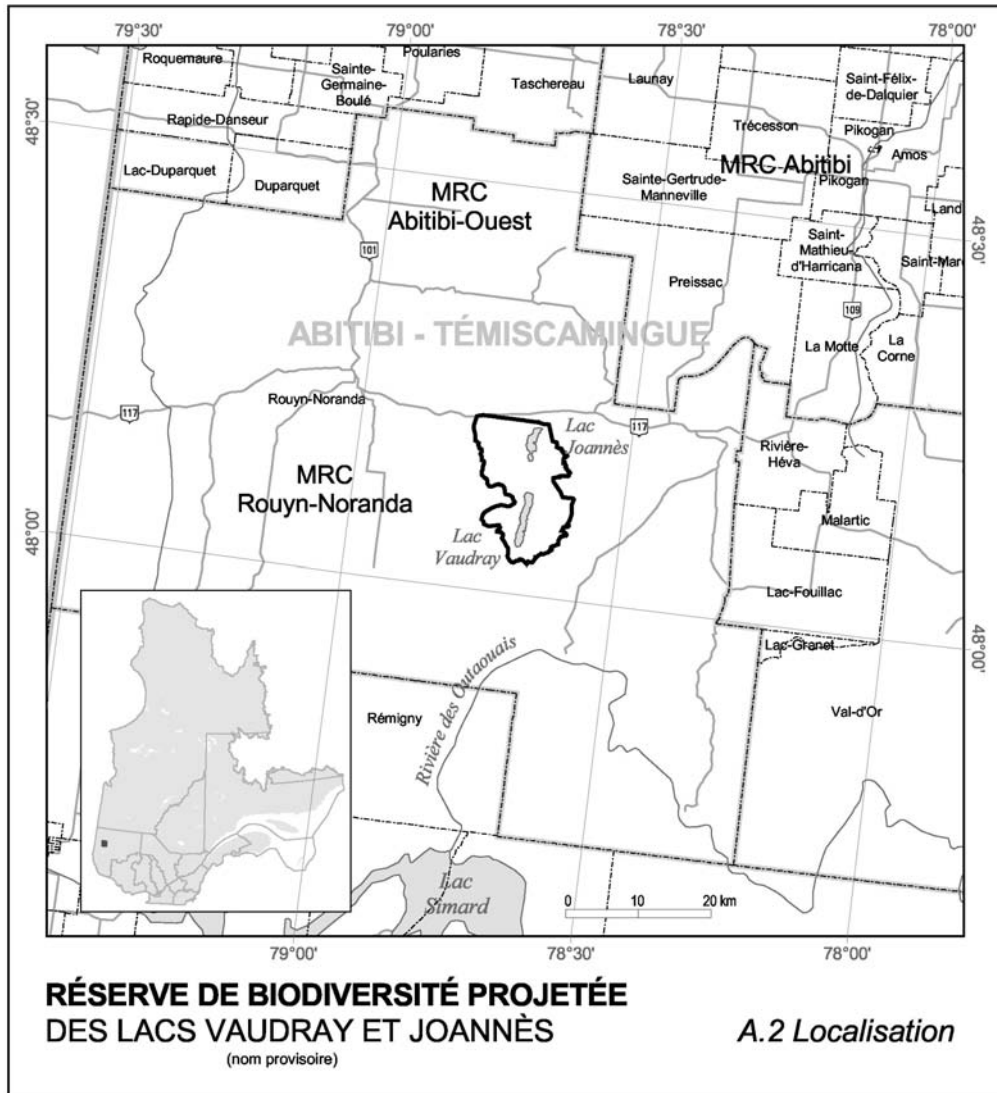 79°30'
79°00'
78°30'
78°00'
Roquemaure
Poularies
Sainte-
Germaine-
Boulé
Taschereau
Launay
Saint-Félix-
de-Dalquier
48°30'
Rapide-Danseur
Trécesson
Pikogan
Amos
Lac-Duparquet
Duparquet
MRC
Abitibi-Ouest
Sainte-Gertrude-
Manneville
MRC Abitibi
Pikogan
Land
48°30'
101
Saint-
Mathieu-
d'Harricana
Saint-Marc
Preissac
109
ABITIBI - TÉMISCAMINGUE
La Motte
La
Corne
Rouyn-Noranda
117
117
Lac
Joannès
Rivière-
Héva
MRC
Rouyn-Noranda
48°00'
Lac
Vaudray
Malartic
Lac-Fouillac
48°00'
Lac-Granet
Rémigny
Rivière des Outaouais
Val-d'Or
Lac
Simard
0 10 20 km
79°00'
78°30'
78°00'
RÉSERVE DE BIODIVERSITÉ PROJETÉE
DES LACS VAUDRAY ET JOANNÈS
(nom provisoire)
A.2 Localisation